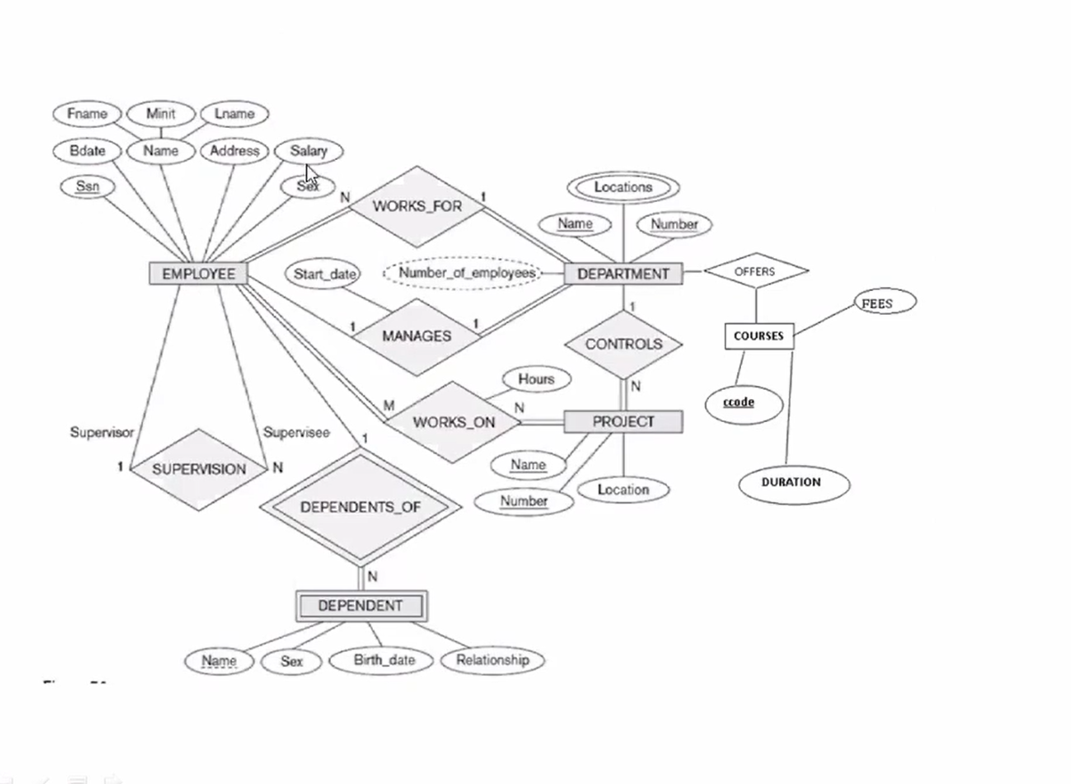 Fname
Minit
Lname
Bdate
Name
Address
Salary
Ssn
Sex
N
WORKS_FOR
1
Locations
Name
Number
EMPLOYEE
Start_date
Number_of_employees
DEPARTMENT
OFFERS
FEES
1
MANAGES
1
1
CONTROLS
COURSES
N
Hours
M
WORKS_ON
N
PROJECT
ccode
Supervisor
Supervisee
1
Name
1
SUPERVISION
N
Number
Location
DURATION
DEPENDENTS_OF
N
DEPENDENT
Name
Sex
Birth_date
Relationship